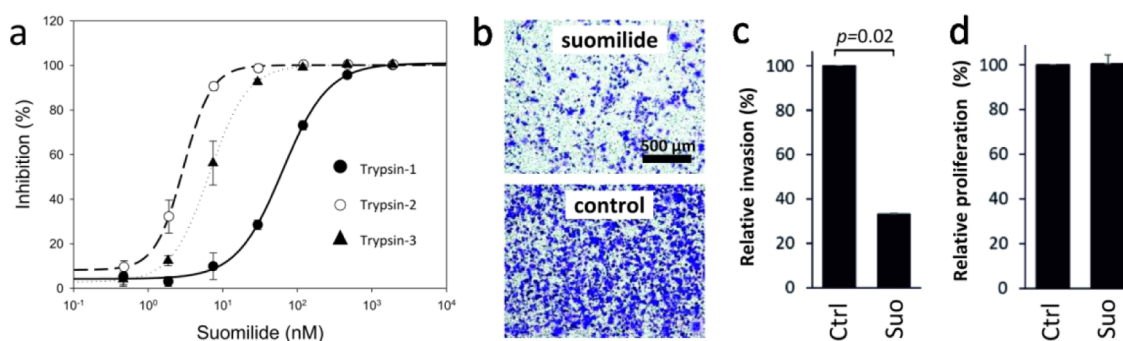 a
120
100
80
60
40
20
0
Inhibition (%)
Trypsin-1
Trypsin-2
Trypsin-3
10⁻¹ 10⁰ 10¹ 10² 10³ 10⁴
Suomilide (nM)
b
suomilide
500 µm
control
c
p=0.02
100
80
60
40
20
0
Relative invasion (%)
Ctrl
Suo
d
100
80
60
40
20
0
Relative proliferation (%)
Ctrl
Suo